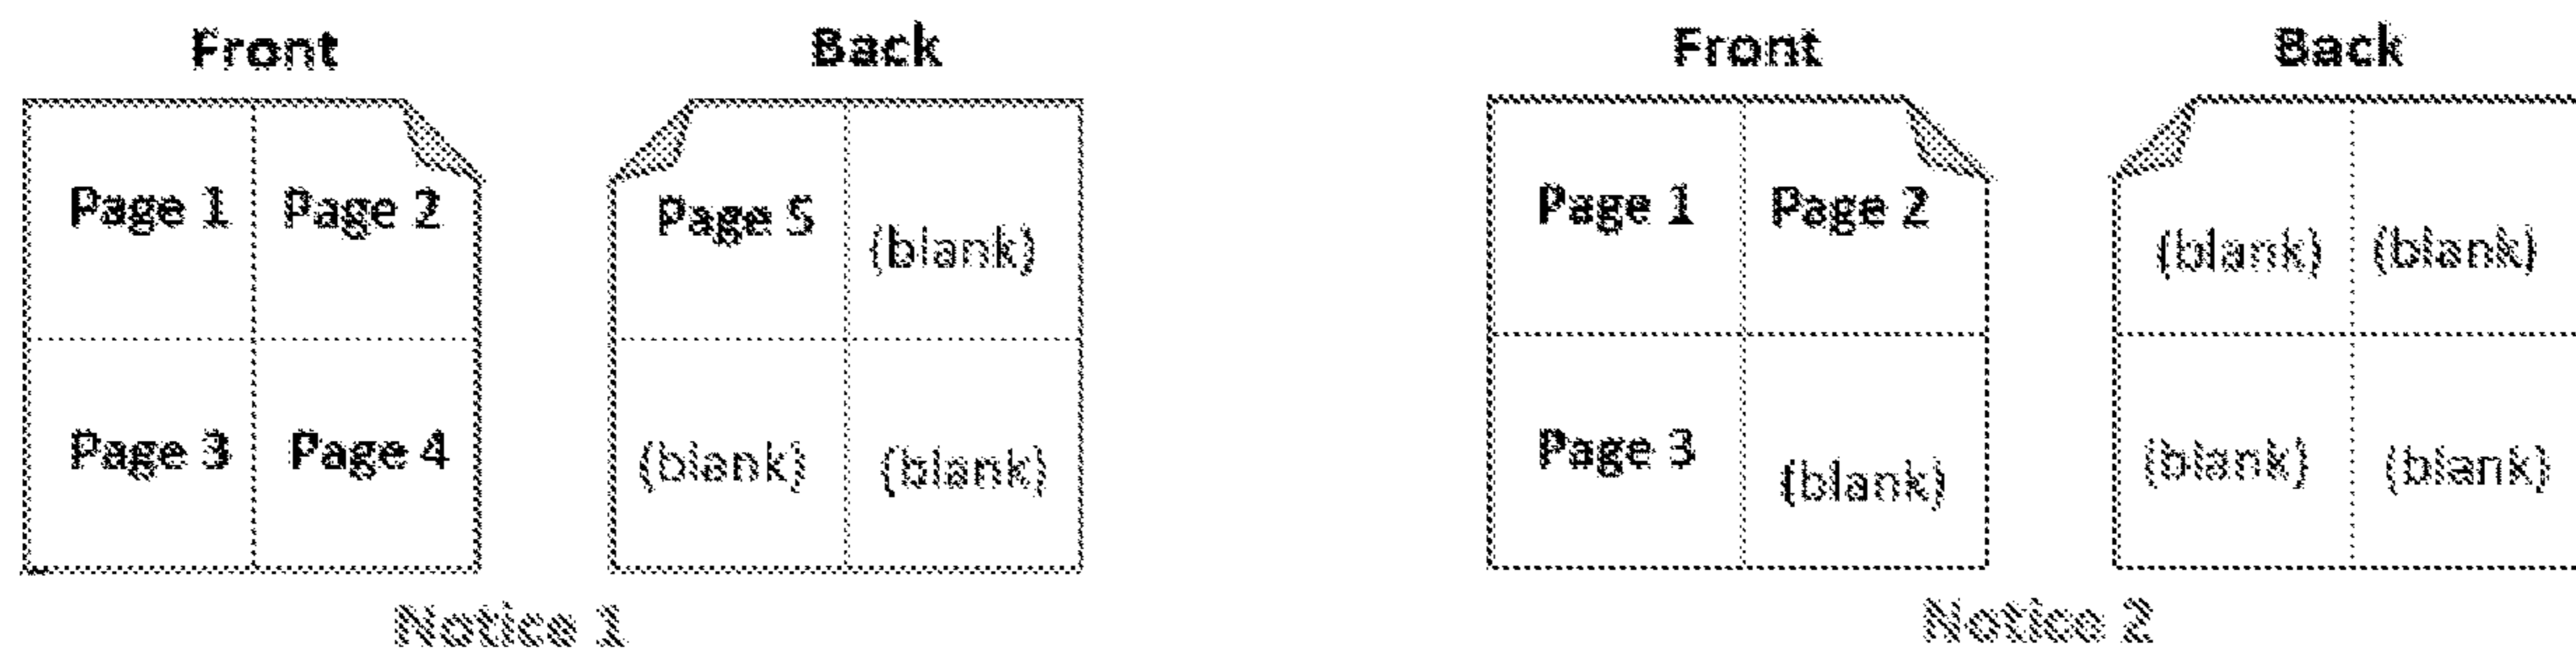 Front Back Front Back
Page 1 Page 2 Page 5 (blank) Page 1 Page 2 (blank) (blank)
Page 3 Page 4 (blank) (blank) Page 3 (blank) (blank) (blank)
Notice 1 Notice 2